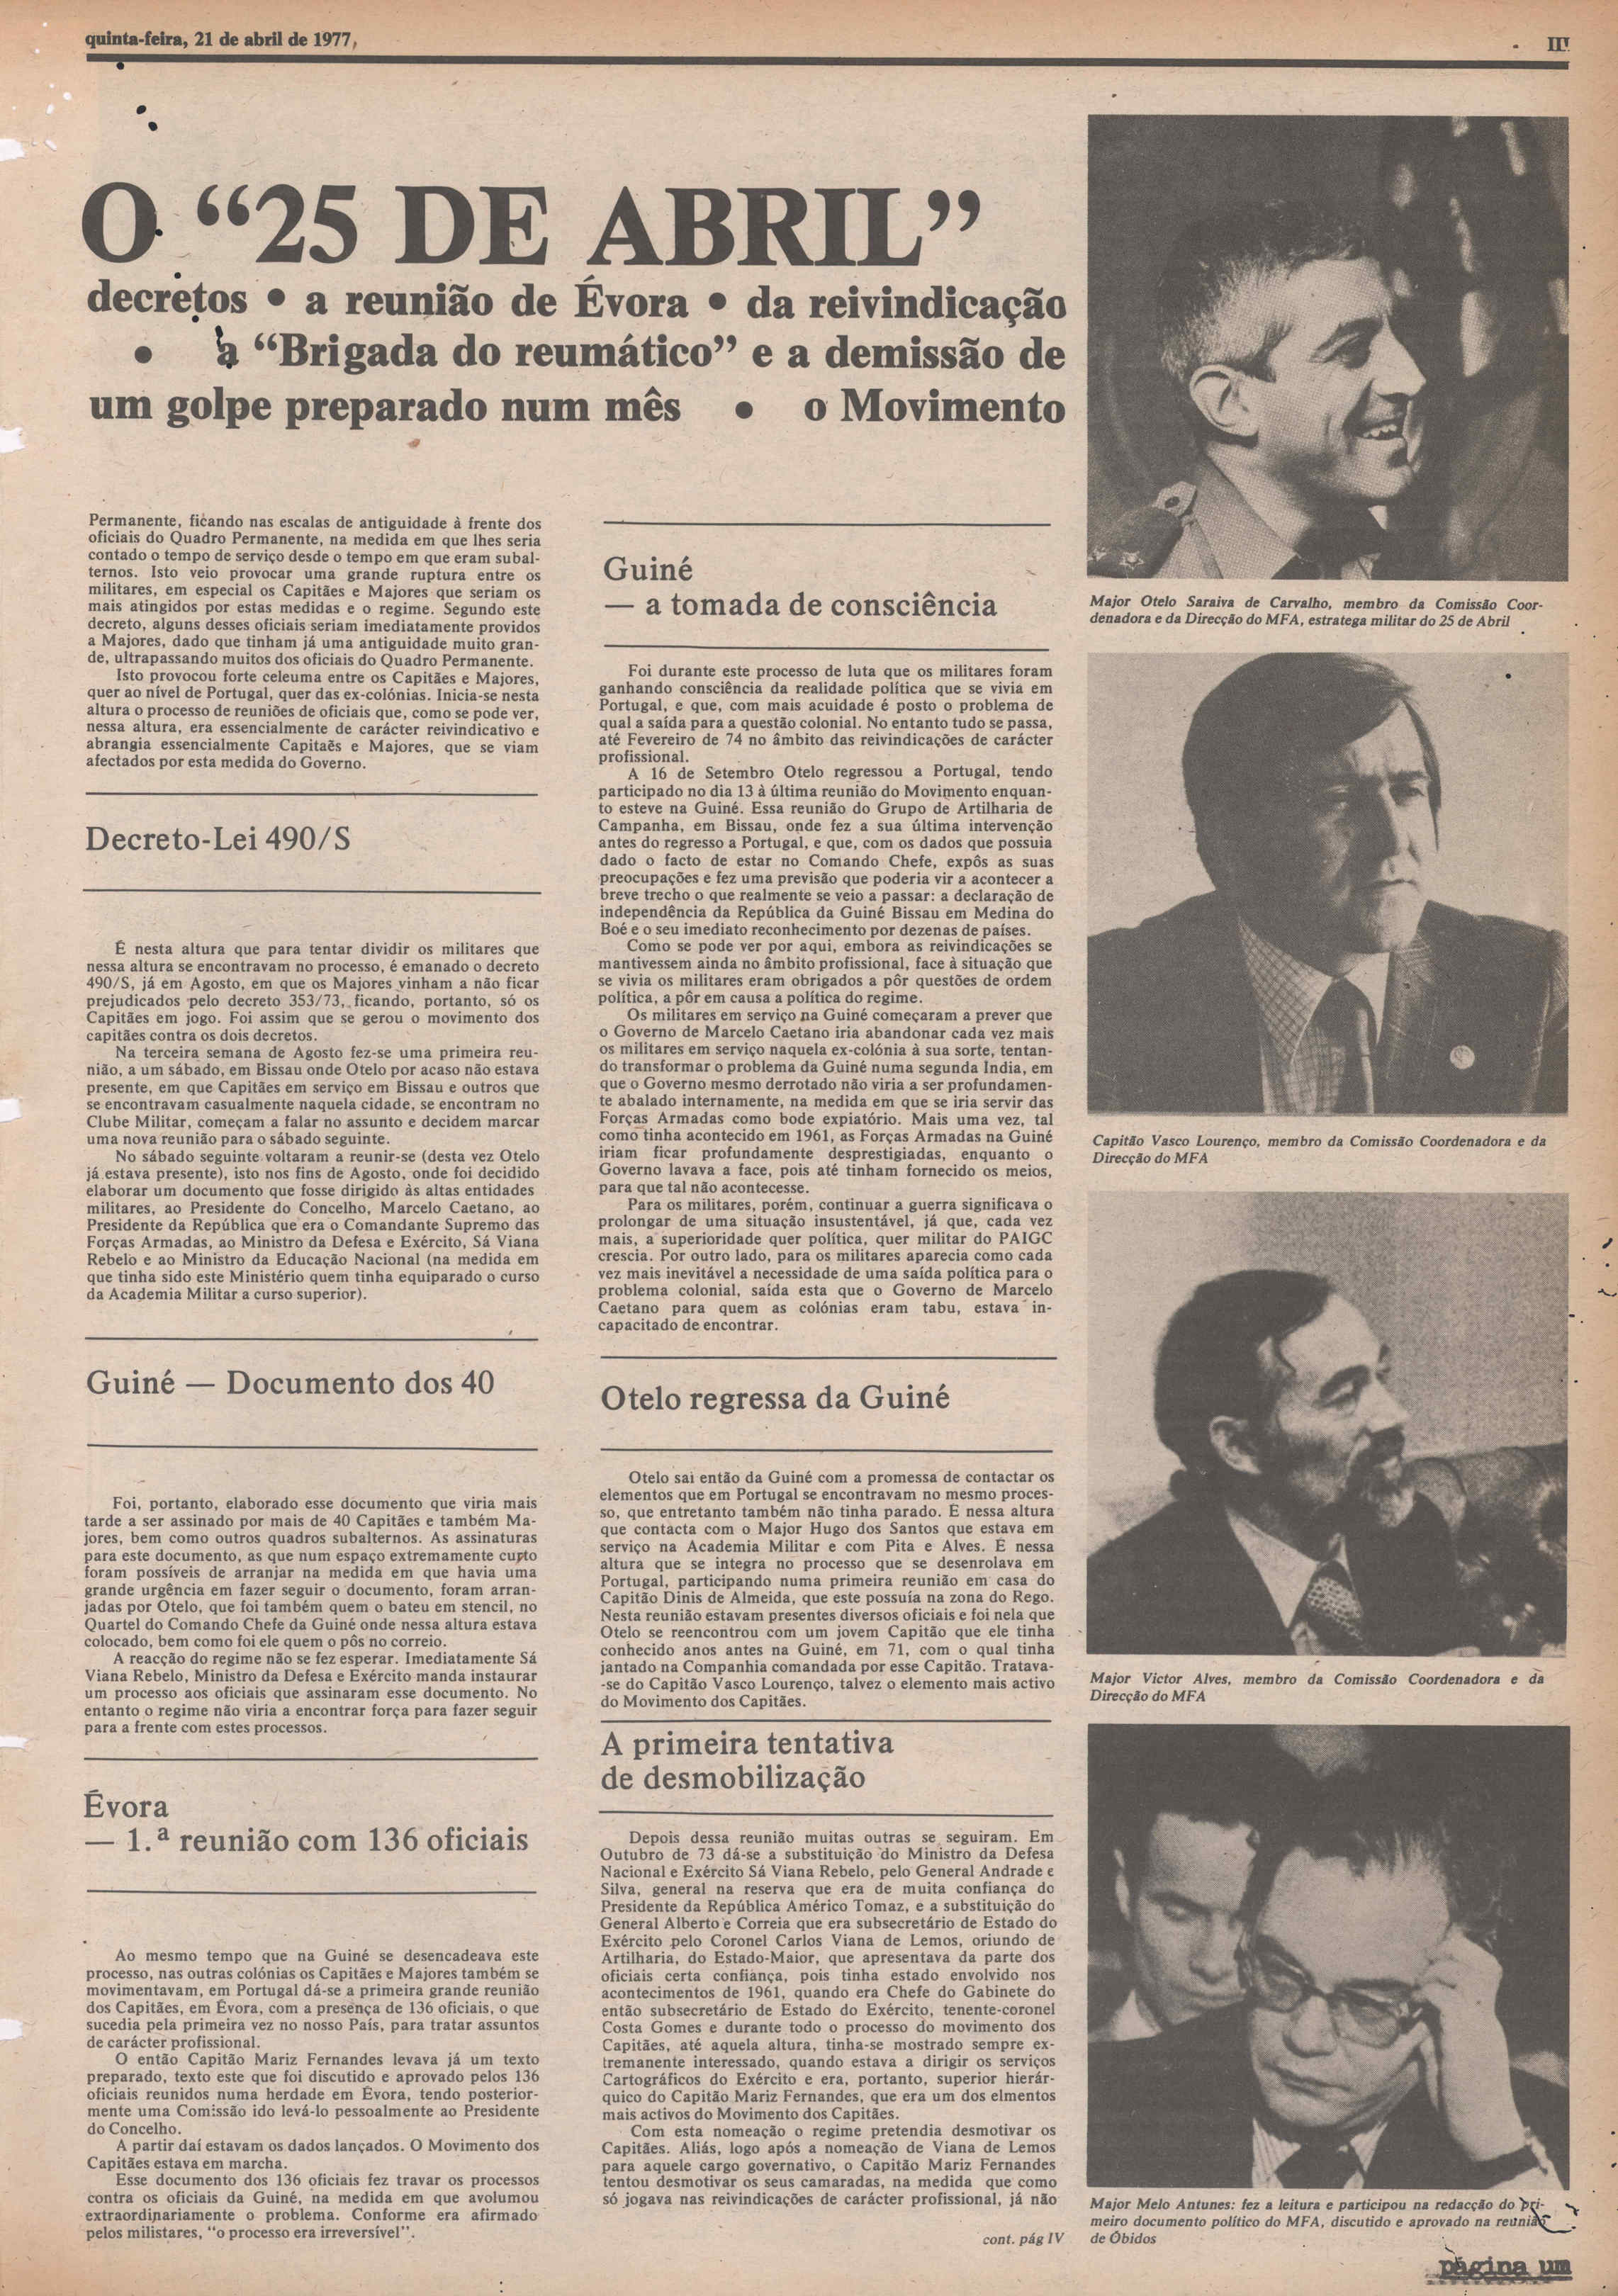 quinta-feira, 21 de abril de 1977
III
O “25 DE ABRIL”
decretos • a reunião de Évora • da reivindicação
• a “Brigada do reumático” e a demissão de
um golpe preparado num mês • o Movimento
Permanente, ficando nas escalas de antiguidade à frente dos
oficiais do Quadro Permanente, na medida em que lhes seria
contado o tempo de serviço desde o tempo em que eram subal-
ternos. Isto veio provocar uma grande ruptura entre os
militares, em especial os Capitães e Majores que seriam os
mais atingidos por estas medidas e o regime. Segundo este
decreto, alguns desses oficiais seriam imediatamente providos
a Majores, dado que tinham já uma antiguidade muito gran-
de, ultrapassando muitos dos oficiais do Quadro Permanente.
Isto provocou forte celeuma entre os Capitães e Majores,
quer ao nível de Portugal, quer das ex-colónias. Inicia-se nesta
altura o processo de reuniões de oficiais que, como se pode ver,
nessa altura, era essencialmente de carácter reivindicativo e
abrangia essencialmente Capitaẽs e Majores, que se viam
afectados por esta medida do Governo.
Decreto-Lei 490/S
É nesta altura que para tentar dividir os militares que
nessa altura se encontravam no processo, é emanado o decreto
490/S, já em Agosto, em que os Majores vinham a não ficar
prejudicados pelo decreto 353/73, ficando, portanto, só os
Capitães em jogo. Foi assim que se gerou o movimento dos
capitães contra os dois decretos.
Na terceira semana de Agosto fez-se uma primeira reu-
nião, a um sábado, em Bissau onde Otelo por acaso não estava
presente, em que Capitães em serviço em Bissau e outros que
se encontravam casualmente naquela cidade, se encontram no
Clube Militar, começam a falar no assunto e decidem marcar
uma nova reunião para o sábado seguinte.
No sábado seguinte voltaram a reunir-se (desta vez Otelo
já estava presente), isto nos fins de Agosto, onde foi decidido
elaborar um documento que fosse dirigido às altas entidades
militares, ao Presidente do Concelho, Marcelo Caetano, ao
Presidente da República que era o Comandante Supremo das
Forças Armadas, ao Ministro da Defesa e Exército, Sá Viana
Rebelo e ao Ministro da Educação Nacional (na medida em
que tinha sido este Ministério quem tinha equiparado o curso
da Academia Militar a curso superior).
Guiné — Documento dos 40
Foi, portanto, elaborado esse documento que viria mais
tarde a ser assinado por mais de 40 Capitães e também Ma-
jores, bem como outros quadros subalternos. As assinaturas
para este documento, as que num espaço extremamente curto
foram possíveis de arranjar na medida em que havia uma
grande urgência em fazer seguir o documento, foram arran-
jadas por Otelo, que foi também quem o bateu em stencil, no
Quartel do Comando Chefe da Guiné onde nessa altura estava
colocado, bem como foi ele quem o pôs no correio.
A reacção do regime não se fez esperar. Imediatamente Sá
Viana Rebelo, Ministro da Defesa e Exército manda instaurar
um processo aos oficiais que assinaram esse documento. No
entanto o regime não viria a encontrar força para fazer seguir
para a frente com estes processos.
Évora
— 1.ª reunião com 136 oficiais
Ao mesmo tempo que na Guiné se desencadeava este
processo, nas outras colónias os Capitães e Majores também se
movimentavam, em Portugal dá-se a primeira grande reunião
dos Capitães, em Évora, com a presença de 136 oficiais, o que
sucedia pela primeira vez no nosso País, para tratar assuntos
de carácter profissional.
O então Capitão Mariz Fernandes levava já um texto
preparado, texto este que foi discutido e aprovado pelos 136
oficiais reunidos numa herdade em Évora, tendo posterior-
mente uma Comissão ido levá-lo pessoalmente ao Presidente
do Concelho.
A partir daí estavam os dados lançados. O Movimento dos
Capitães estava em marcha.
Esse documento dos 136 oficiais fez travar os processos
contra os oficiais da Guiné, na medida em que avolumou
extraordinariamente o problema. Conforme era afirmado
pelos milistares, “o processo era irreversível”.
Guiné
— a tomada de consciência
Foi durante este processo de luta que os militares foram
ganhando consciência da realidade política que se vivia em
Portugal, e que, com mais acuidade é posto o problema de
qual a saída para a questão colonial. No entanto tudo se passa,
até Fevereiro de 74 no âmbito das reivindicações de carácter
profissional.
A 16 de Setembro Otelo regressou a Portugal, tendo
participado no dia 13 à última reunião do Movimento enquan-
to esteve na Guiné. Essa reunião do Grupo de Artilharia de
Campanha, em Bissau, onde fez a sua última intervenção
antes do regresso a Portugal, e que, com os dados que possuia
dado o facto de estar no Comando Chefe, expôs as suas
preocupações e fez uma previsão que poderia vir a acontecer a
breve trecho o que realmente se veio a passar: a declaração de
independência da República da Guiné Bissau em Medina do
Boé e o seu imediato reconhecimento por dezenas de países.
Como se pode ver por aqui, embora as reivindicações se
mantivessem ainda no âmbito profissional, face à situação que
se vivia os militares eram obrigados a pôr questões de ordem
política, a pôr em causa a política do regime.
Os militares em serviço na Guiné começaram a prever que
o Governo de Marcelo Caetano iria abandonar cada vez mais
os militares em serviço naquela ex-colónia à sua sorte, tentan-
do transformar o problema da Guiné numa segunda India, em
que o Governo mesmo derrotado não viria a ser profundamen-
te abalado internamente, na medida em que se iria servir das
Forças Armadas como bode expiatório. Mais uma vez, tal
como tinha acontecido em 1961, as Forças Armadas na Guiné
iriam ficar profundamente desprestigiadas, enquanto o
Governo lavava a face, pois até tinham fornecido os meios,
para que tal não acontecesse.
Para os militares, porém, continuar a guerra significava o
prolongar de uma situação insustentável, já que, cada vez
mais, a superioridade quer política, quer militar do PAIGC
crescia. Por outro lado, para os militares aparecia como cada
vez mais inevitável a necessidade de uma saída política para o
problema colonial, saída esta que o Governo de Marcelo
Caetano para quem as colónias eram tabu, estava in-
capacitado de encontrar.
Otelo regressa da Guiné
Otelo sai então da Guiné com a promessa de contactar os
elementos que em Portugal se encontravam no mesmo proces-
so, que entretanto também não tinha parado. E nessa altura
que contacta com o Major Hugo dos Santos que estava em
serviço na Academia Militar e com Pita e Alves. É nessa
altura que se integra no processo que se desenrolava em
Portugal, participando numa primeira reunião em casa do
Capitão Dinis de Almeida, que este possuía na zona do Rego.
Nesta reunião estavam presentes diversos oficiais e foi nela que
Otelo se reencontrou com um jovem Capitão que ele tinha
conhecido anos antes na Guiné, em 71, com o qual tinha
jantado na Companhia comandada por esse Capitão. Tratava-
-se do Capitão Vasco Lourenço, talvez o elemento mais activo
do Movimento dos Capitães.
A primeira tentativa
de desmobilização
Depois dessa reunião muitas outras se seguiram. Em
Outubro de 73 dá-se a substituição do Ministro da Defesa
Nacional e Exército Sá Viana Rebelo, pelo General Andrade e
Silva, general na reserva que era de muita confiança do
Presidente da República Américo Tomaz, e a substituição do
General Alberto e Correia que era subsecretário de Estado do
Exército pelo Coronel Carlos Viana de Lemos, oriundo de
Artilharia, do Estado-Maior, que apresentava da parte dos
oficiais certa confiança, pois tinha estado envolvido nos
acontecimentos de 1961, quando era Chefe do Gabinete do
então subsecretário de Estado do Exército, tenente-coronel
Costa Gomes e durante todo o processo do movimento dos
Capitães, até aquela altura, tinha-se mostrado sempre ex-
tremanente interessado, quando estava a dirigir os serviços
Cartográficos do Exército e era, portanto, superior hierár-
quico do Capitão Mariz Fernandes, que era um dos elmentos
mais activos do Movimento dos Capitães.
Com esta nomeação o regime pretendia desmotivar os
Capitães. Aliás, logo após a nomeação de Viana de Lemos
para aquele cargo governativo, o Capitão Mariz Fernandes
tentou desmotivar os seus camaradas, na medida que como
só jogava nas reivindicações de carácter profissional, já não
cont. pág IV
Major Otelo Saraiva de Carvalho, membro da Comissão Coor-
denadora e da Direcção do MFA, estratega militar do 25 de Abril
Capitão Vasco Lourenço, membro da Comissão Coordenadora e da
Direcção do MFA
Major Victor Alves, membro da Comissão Coordenadora e da
Direcção do MFA
Major Melo Antunes: fez a leitura e participou na redacção do pri-
meiro documento político do MFA, discutido e aprovado na reunião
de Óbidos
página um